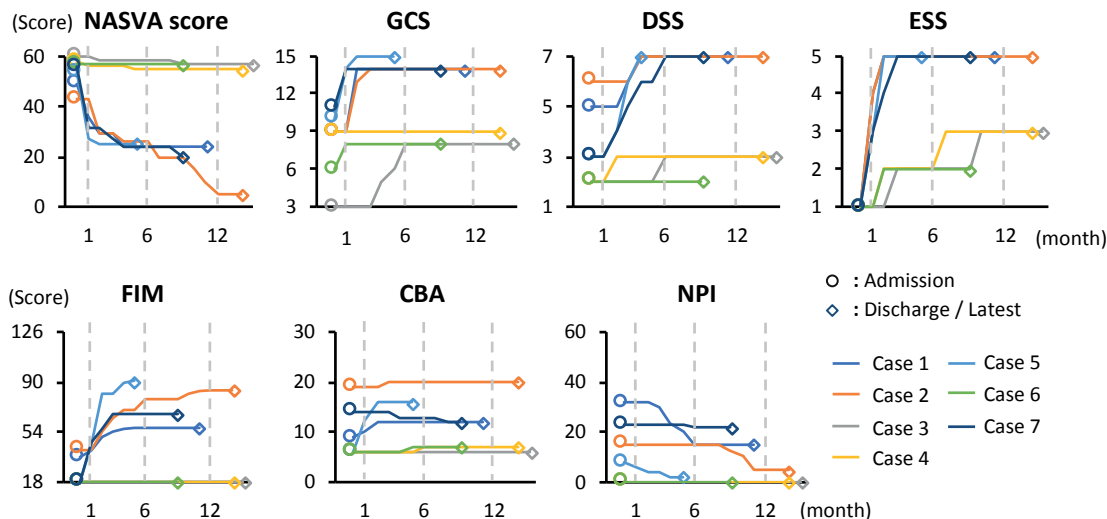 (Score) NASVA score GCS DSS ESS
60 15 7 5
40 12 5 4
20 9 3 3
0 6 1 2
3 1
1 6 12 1 6 12 1 6 12 1 6 12 (month)
(Score) FIM CBA NPI
: Admission
: Discharge / Latest
126 30 60
90 20 40
54 10 20
18 0 0
Case 1 Case 5
Case 2 Case 6
Case 3 Case 7
Case 4
1 6 12 1 6 12 1 6 12 (month)